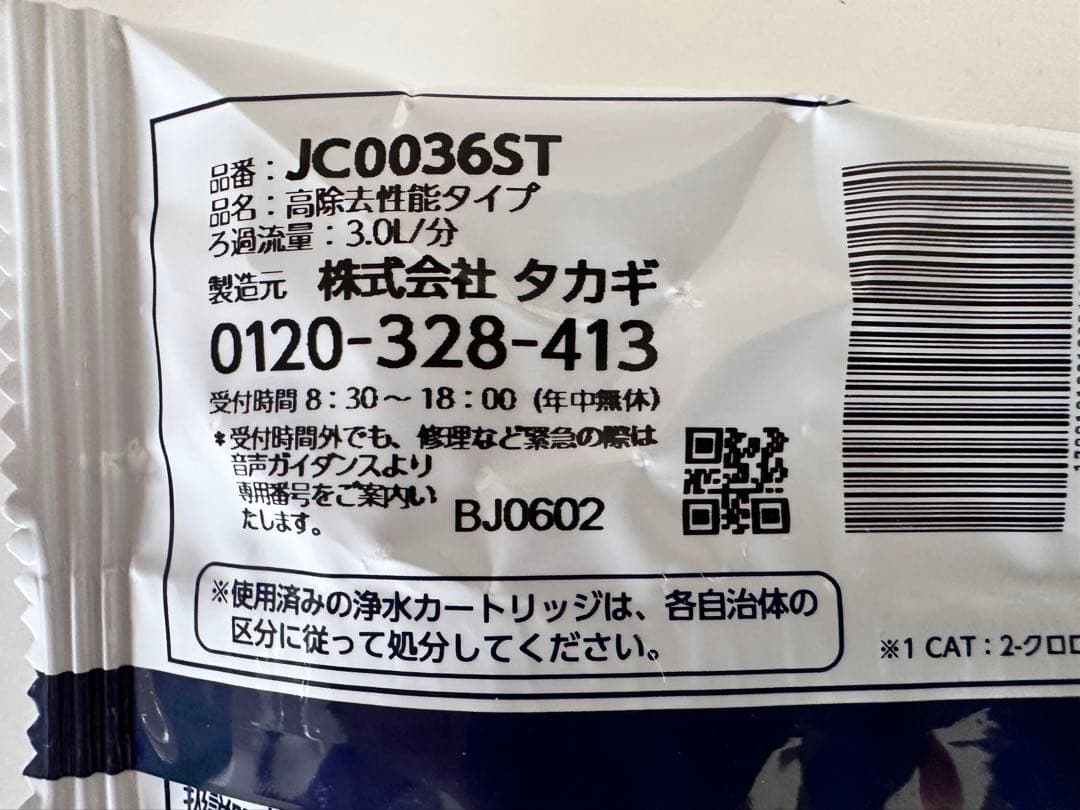 品番：JC0036ST
品名：高除去性能タイプ
ろ過流量：3.0L/分
製造元 株式会社 タカギ
0120-328-413
受付時間 8：30～18：00（年中無休）
＊受付時間外でも、修理など緊急の際は
音声ガイダンスより
専用番号をご案内い
たします。
BJ0602
※使用済みの浄水カートリッジは、各自治体の
区分に従って処分してください。
※1 CAT：2-クロロ